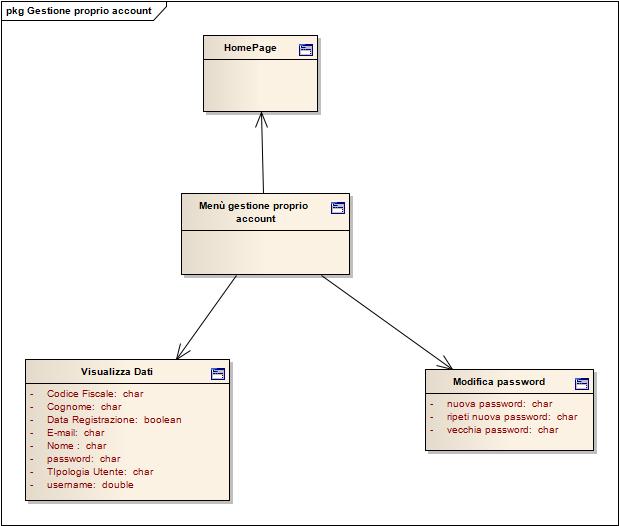 pkg Gestione proprio account
HomePage
Menù gestione proprio
account
Visualizza Dati
- Codice Fiscale: char
- Cognome: char
- Data Registrazione: boolean
- E-mail: char
- Nome : char
- password: char
- TIpologia Utente: char
- username: double
Modifica password
- nuova password: char
- ripeti nuova password: char
- vecchia password: char